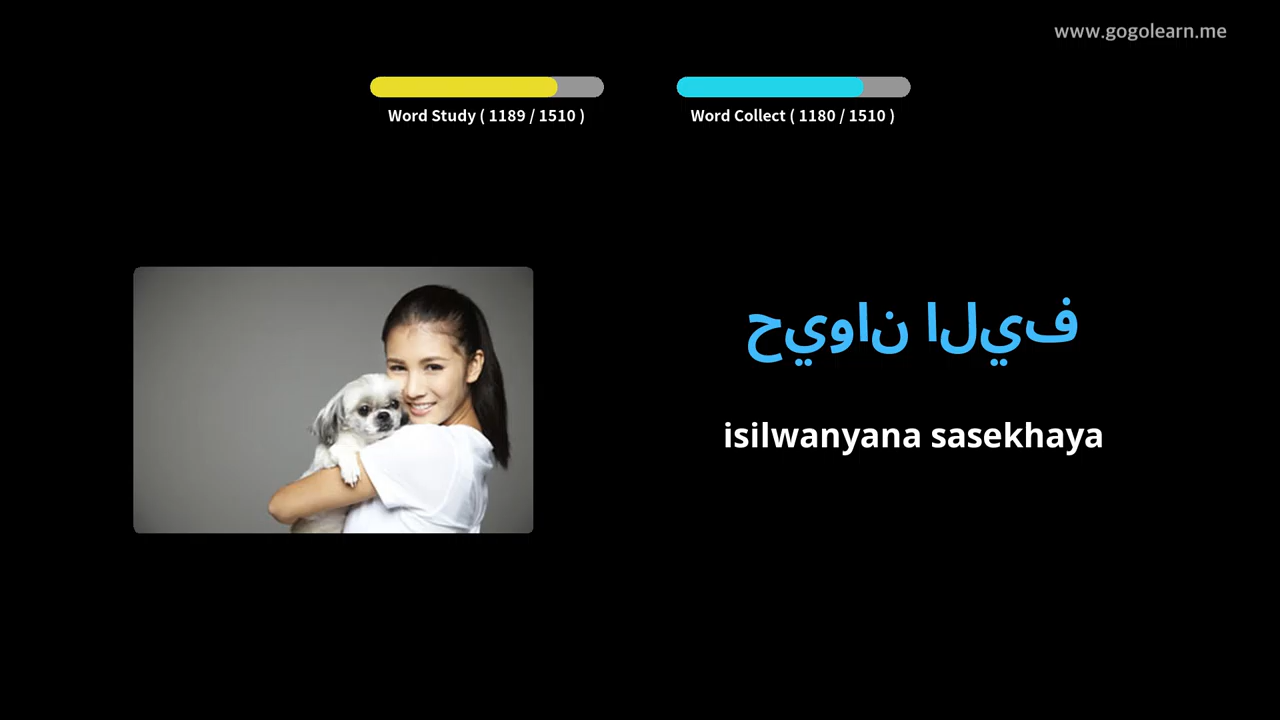 www.gogolearn.me
Word Study ( 1189 / 1510 )
Word Collect ( 1180 / 1510 )
حيوان اليف
isilwanyana sasekhaya